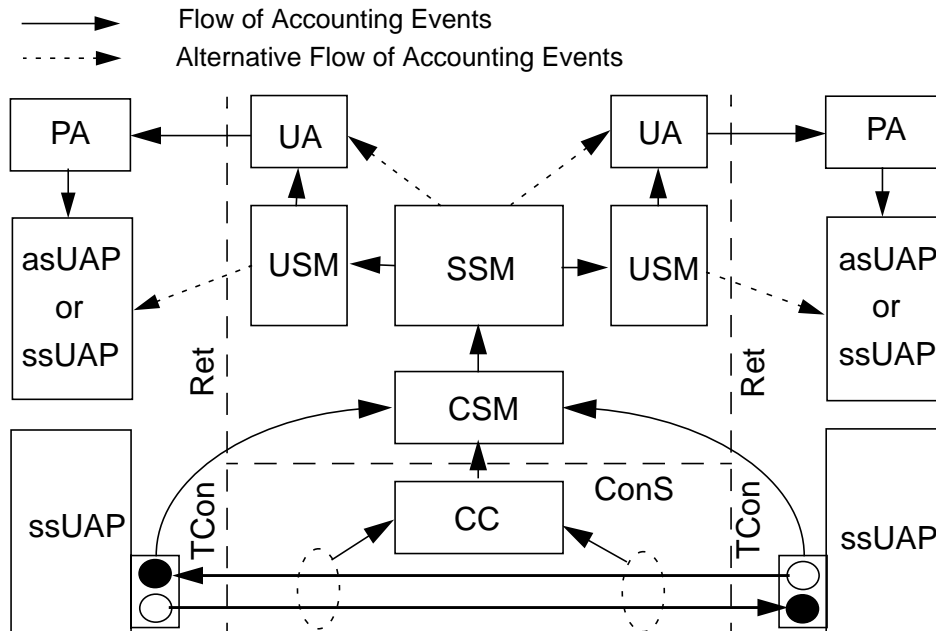 Flow of Accounting Events
Alternative Flow of Accounting Events
PA
UA
UA
PA
asUAP
or
ssUAP
USM
SSM
USM
asUAP
or
ssUAP
Ret
Ret
CSM
ssUAP
TCon
ConS
CC
TCon
ssUAP